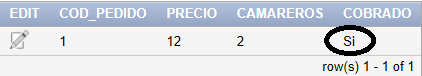 EDIT COD_PEDIDO PRECIO CAMAREROS COBRADO
1 12 2 Si
row(s) 1 - 1 of 1